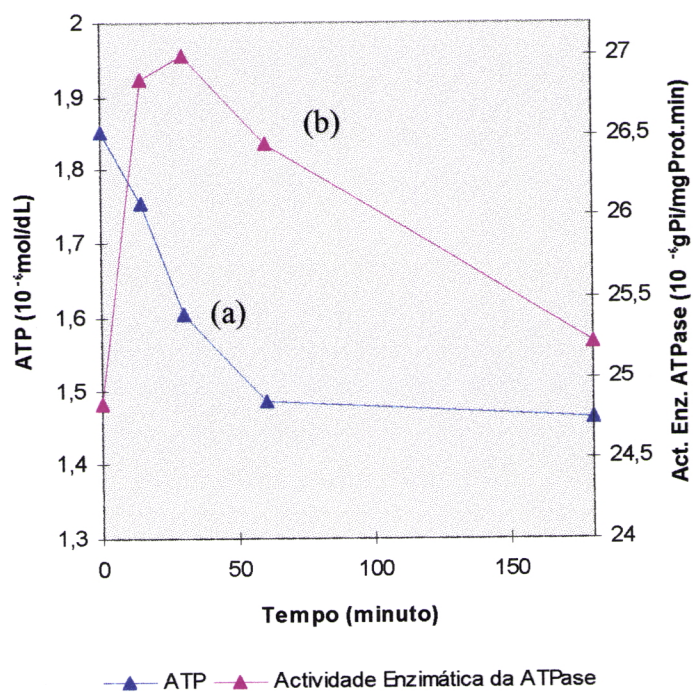 2
1,9
1,8
1,7
1,6
1,5
1,4
1,3
ATP (10 -6mol/dL)
(a)
(b)
27
26,5
26
25,5
25
24,5
24
Act. Enz. ATPase (10 -6gPi/mgProt.min)
0 50 100 150
Tempo (minuto)
ATP Actividade Enzimática da ATPase